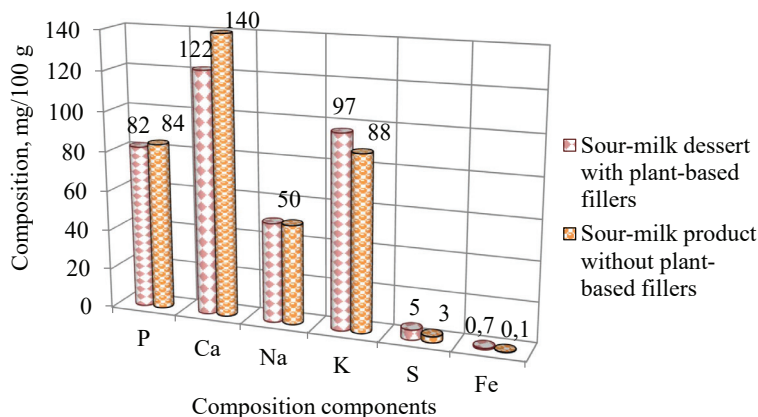 Composition, mg/100 g
140
120
100
80
60
40
20
0
82
84
122
140
50
97
88
5
3
0,7
0,1
P
Ca
Na
K
S
Fe
Composition components
Sour-milk dessert
with plant-based
fillers
Sour-milk product
without plant-
based fillers